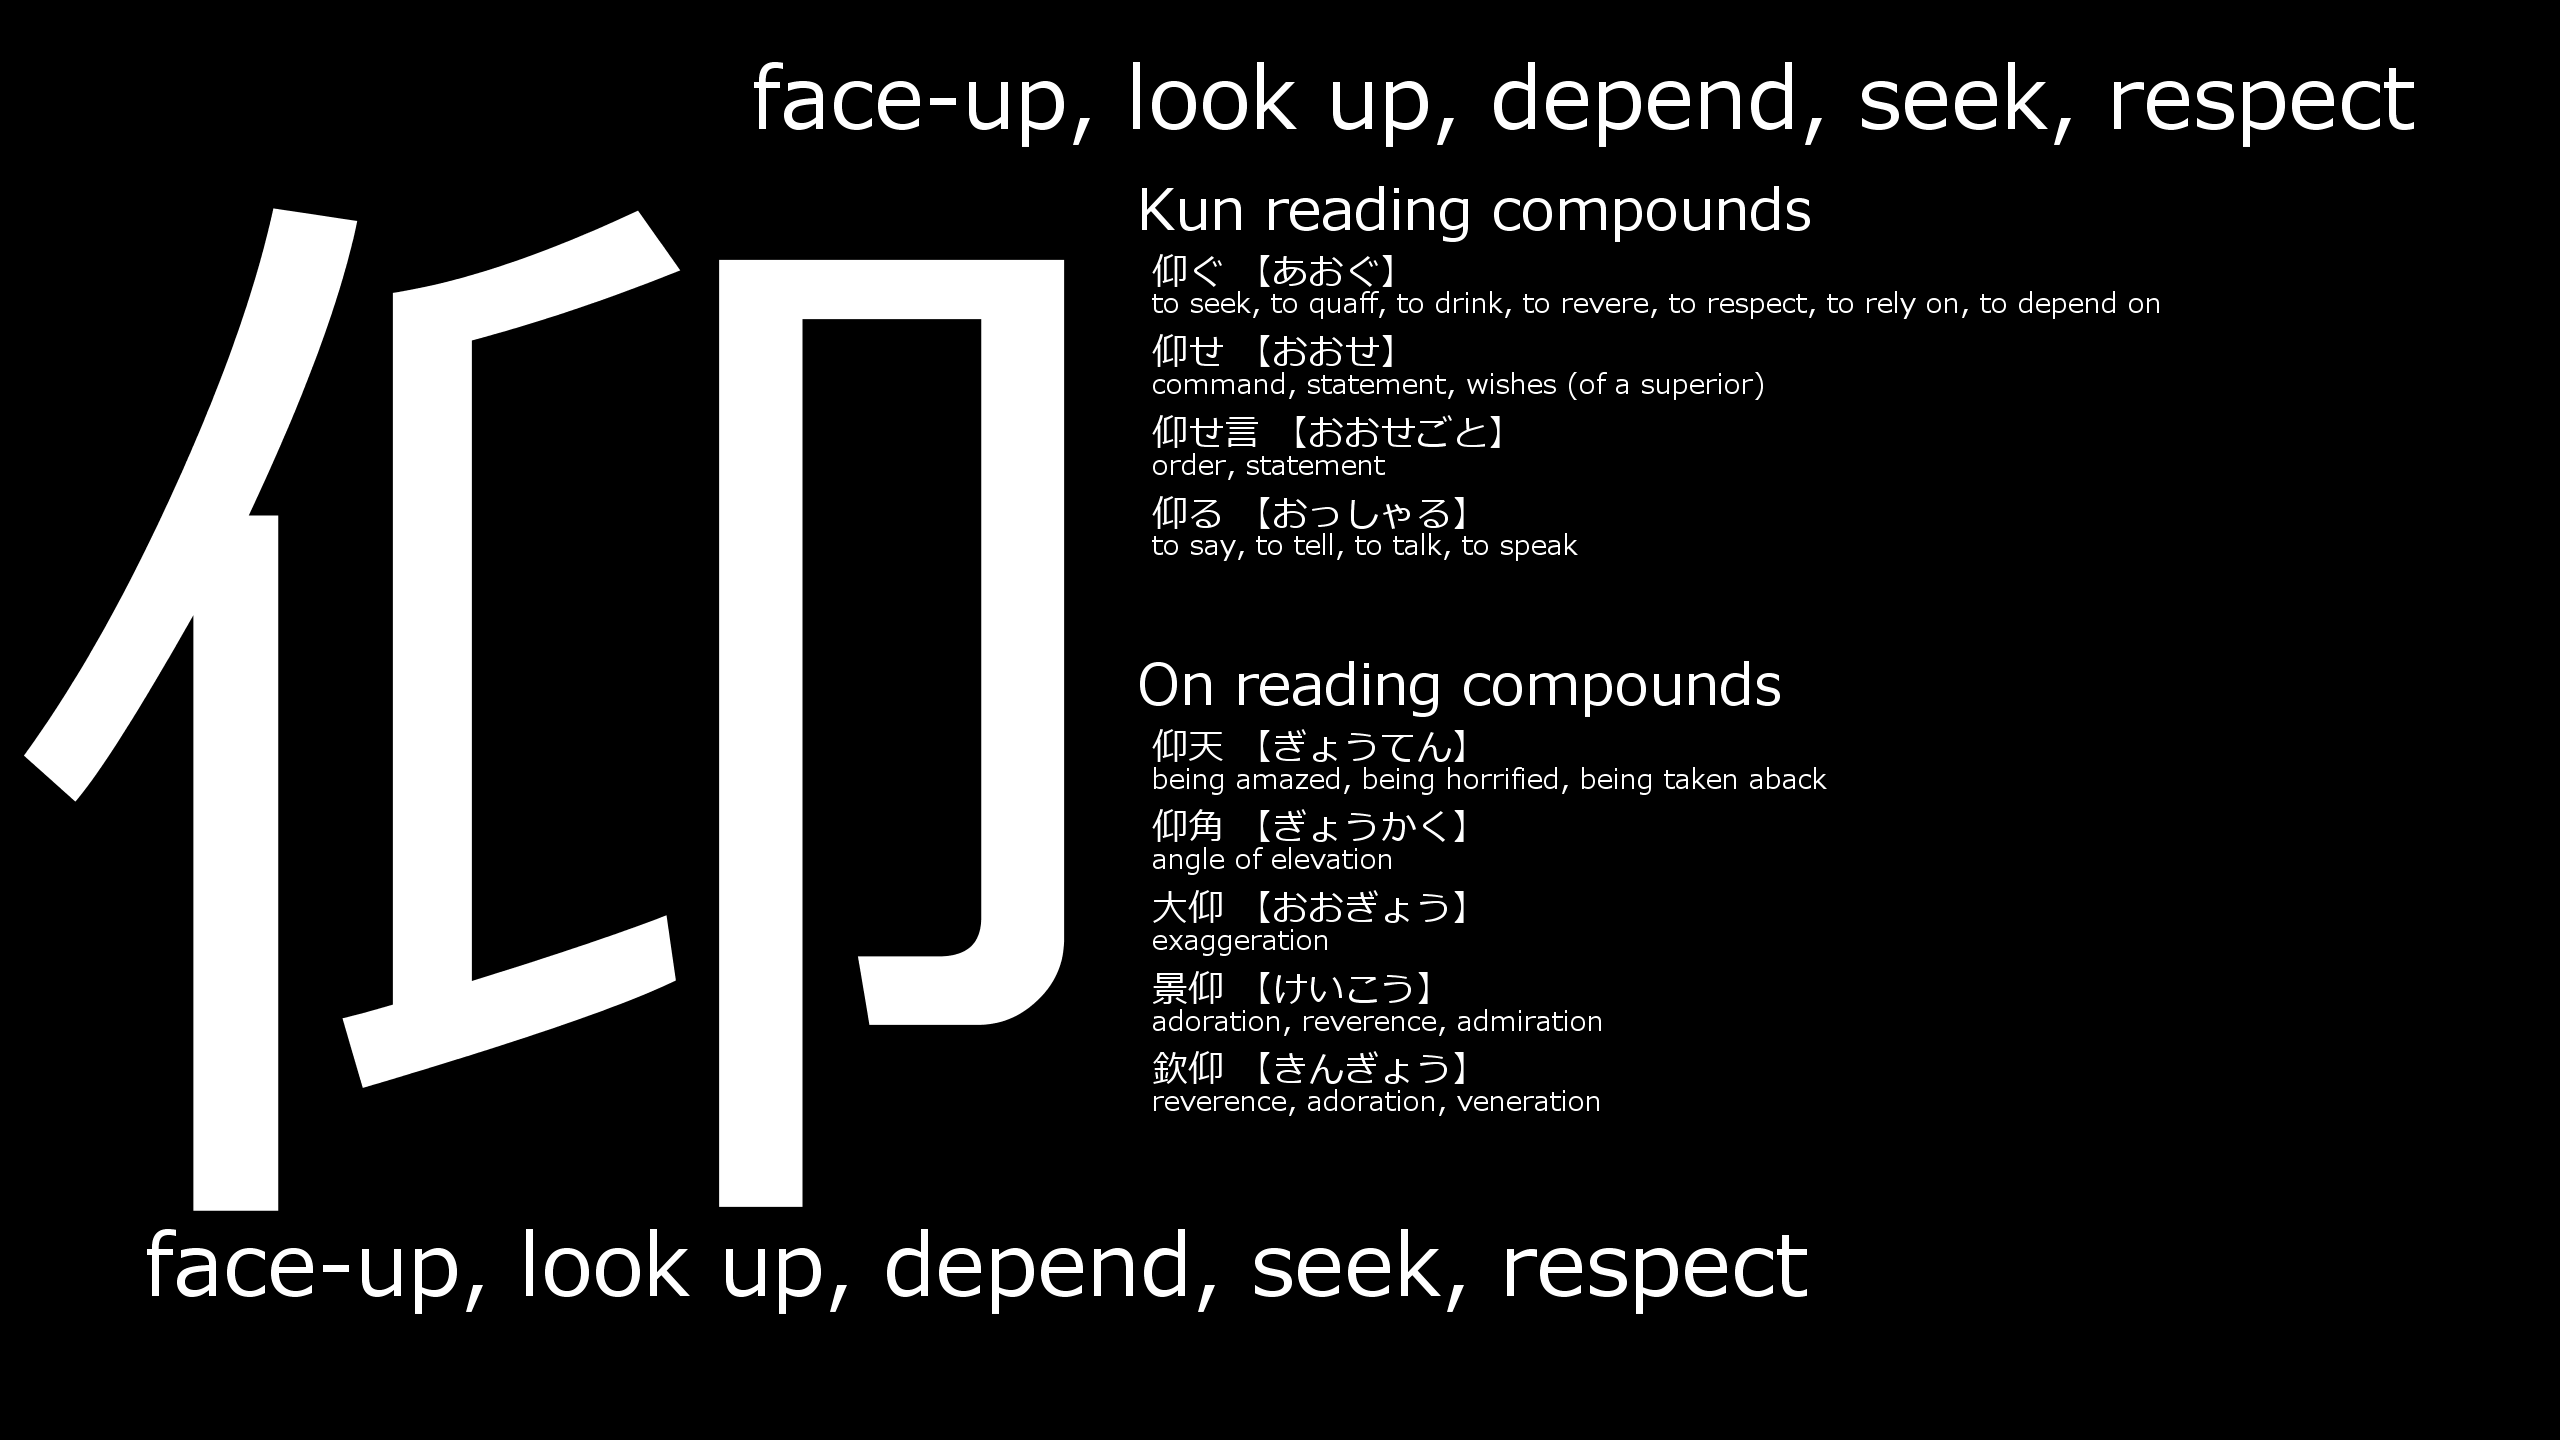 face-up, look up, depend, seek, respect
仰
Kun reading compounds
仰ぐ 【あおぐ】
to seek, to quaff, to drink, to revere, to respect, to rely on, to depend on
仰せ 【おおせ】
command, statement, wishes (of a superior)
仰せ言 【おおせごと】
order, statement
仰る 【おっしゃる】
to say, to tell, to talk, to speak
On reading compounds
仰天 【ぎょうてん】
being amazed, being horrified, being taken aback
仰角 【ぎょうかく】
angle of elevation
大仰 【おおぎょう】
exaggeration
景仰 【けいこう】
adoration, reverence, admiration
欽仰 【きんぎょう】
reverence, adoration, veneration
face-up, look up, depend, seek, respect